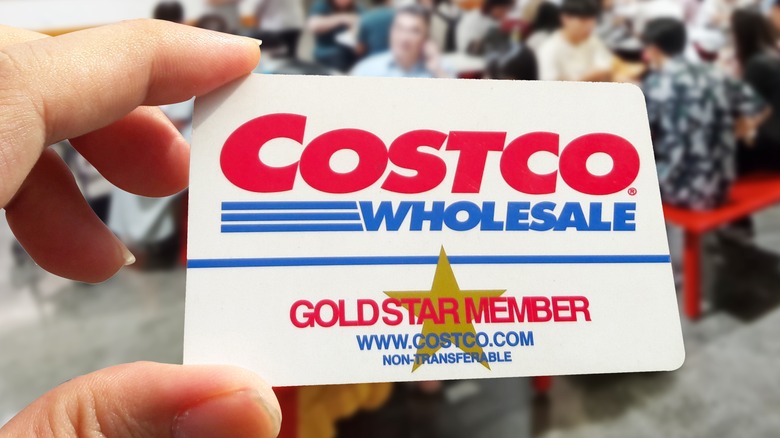 COSTCO®
WHOLESALE
GOLD STAR MEMBER
WWW.COSTCO.COM
NON-TRANSFERABLE